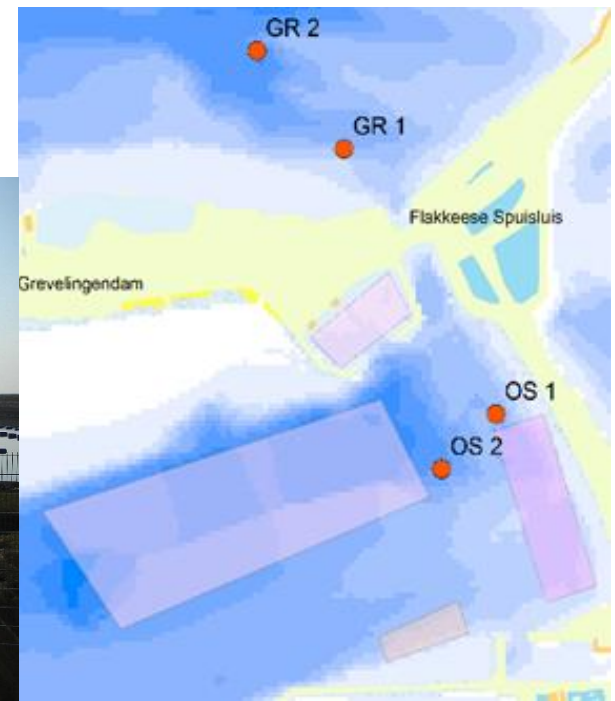 GR 2
GR 1
Flakkeese Spuisluis
Grevelingendam
OS 1
OS 2